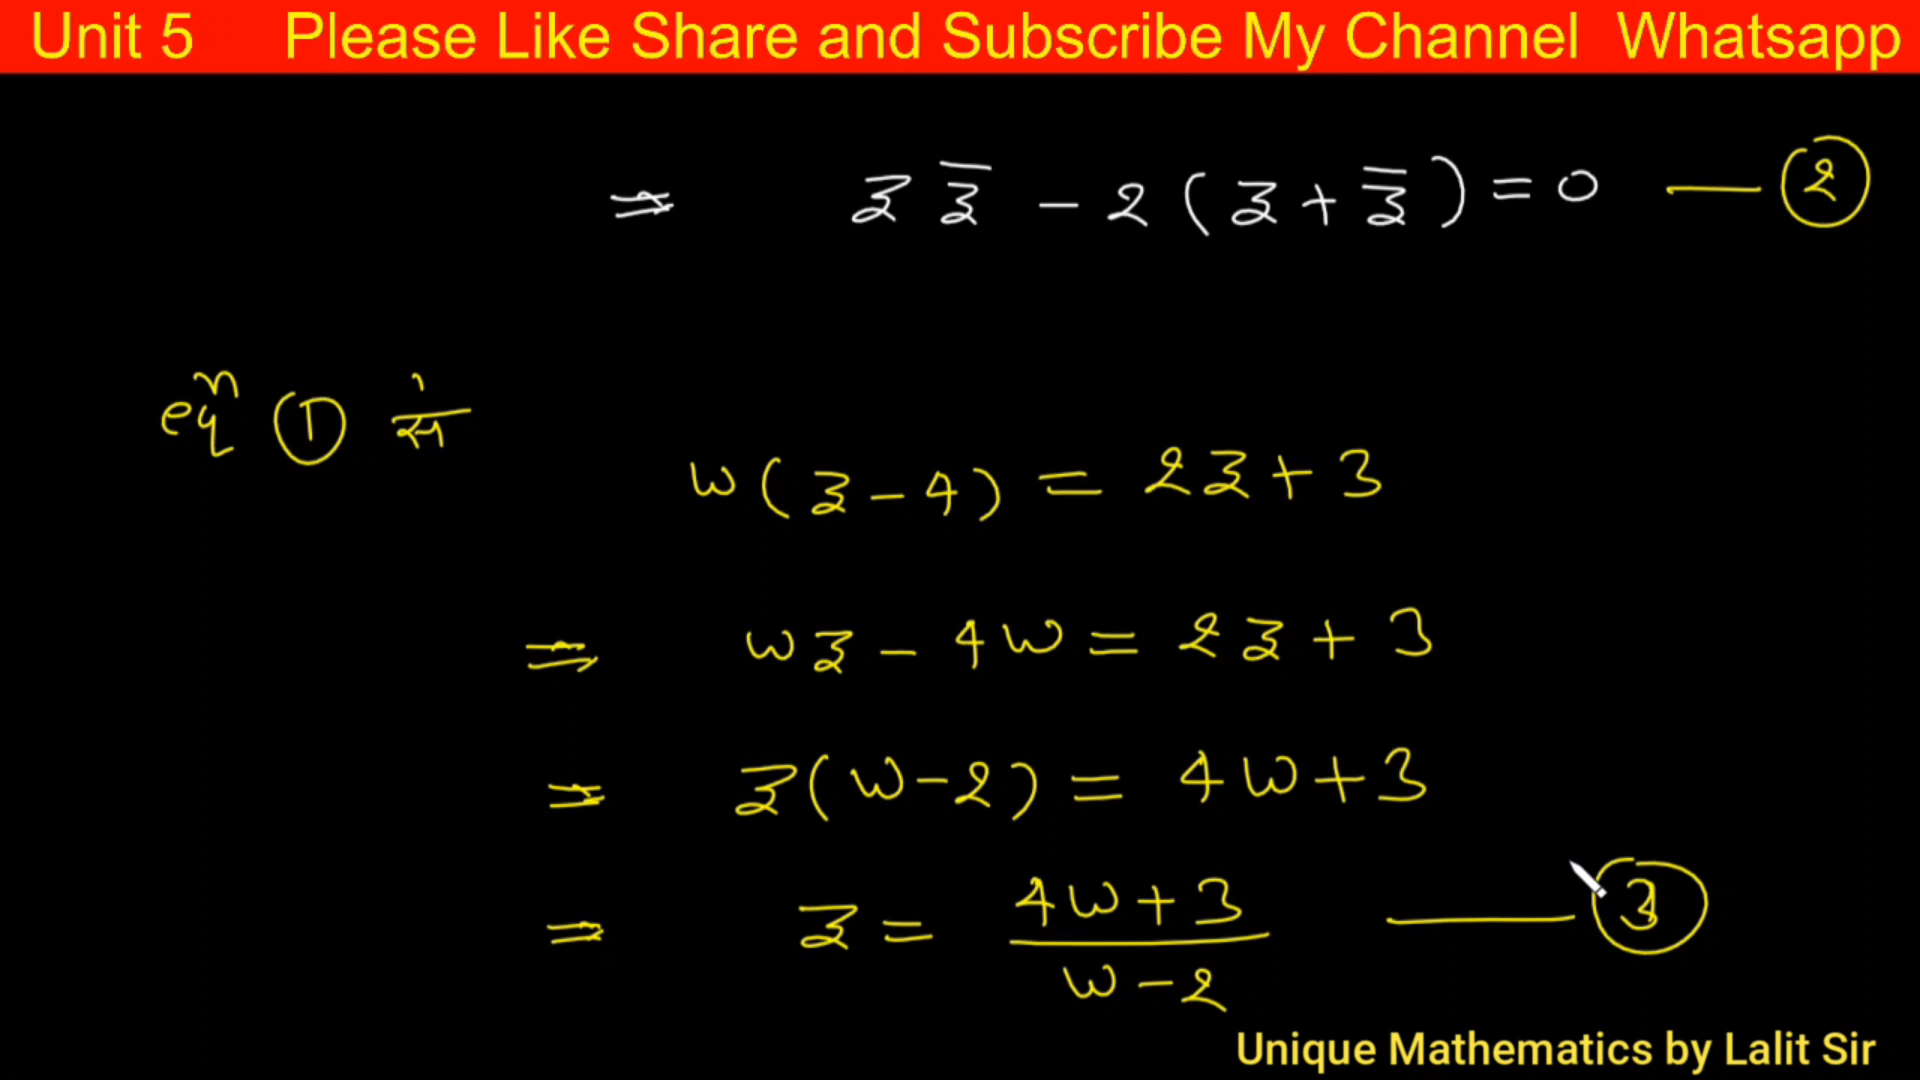 Unit 5 Please Like Share and Subscribe My Channel Whatsapp
⇒ z z̅ - 2 ( z + z̅ ) = 0 — ②
eqⁿ ① से
w ( z - 4 ) = 2z + 3
⇒ wz - 4w = 2z + 3
⇒ z ( w - 2 ) = 4w + 3
⇒ z = \frac{4w + 3}{w - 2} — ③
Unique Mathematics by Lalit Sir